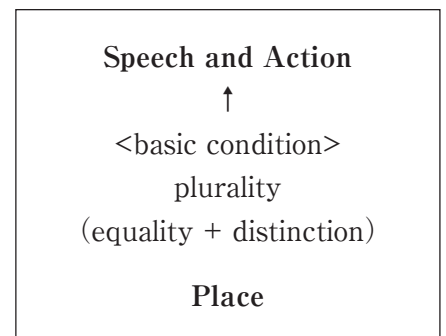 Speech and Action
↑
<basic condition>
plurality
(equality + distinction)
Place